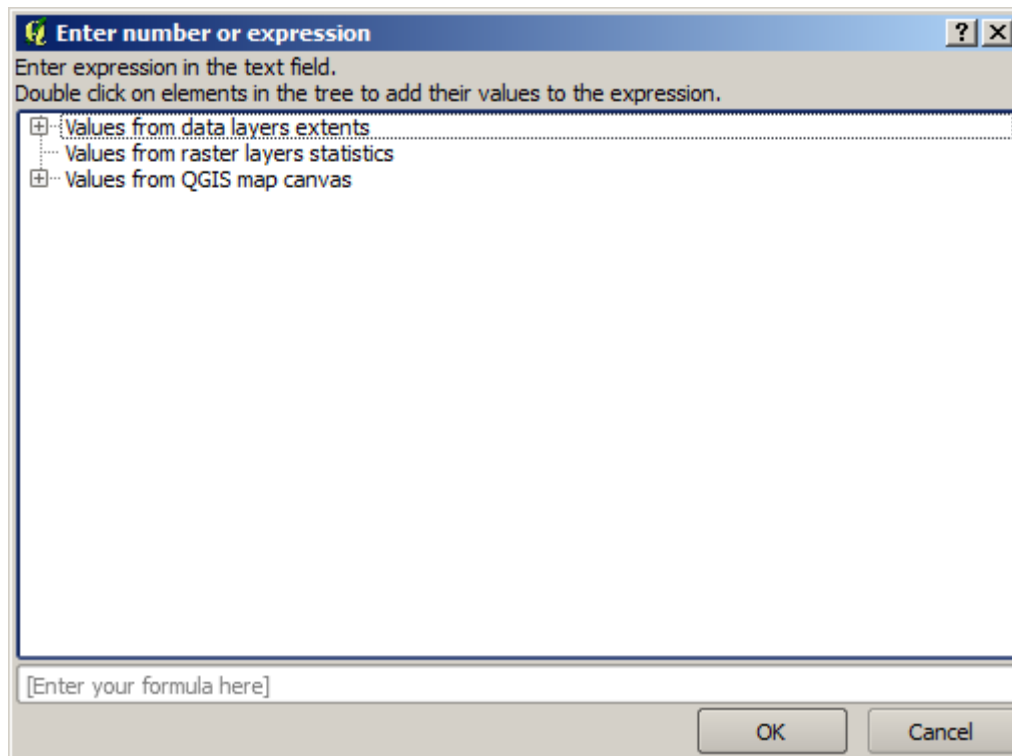 Enter number or expression
Enter expression in the text field.
Double click on elements in the tree to add their values to the expression.
Values from data layers extents
Values from raster layers statistics
Values from QGIS map canvas
[Enter your formula here]
OK Cancel